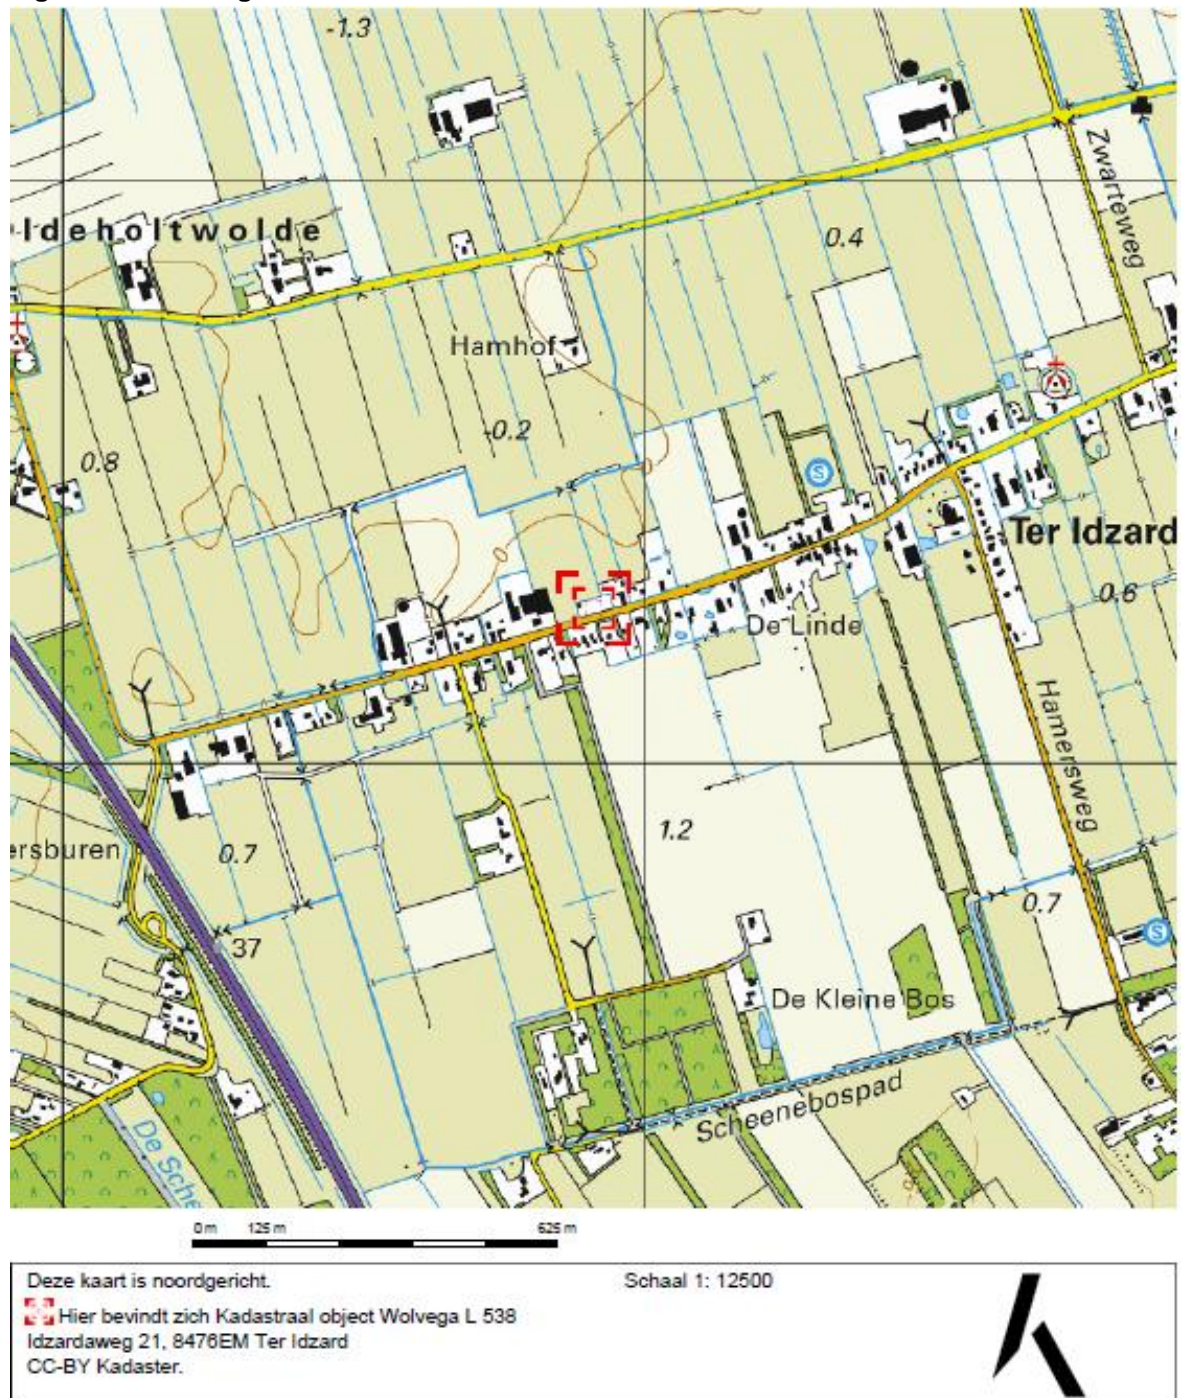 -1.3
Zwarteweg
ldeholtwolde
0.4
Hamhof
-0.2
0.8
S
Ter Idzard
0.6
De Linde
Hamersweg
1.2
ersburen
0.7
0.7
37
S
De Kleine Bos
Scheenebospad
De Sche
0 m 125 m 625 m
Deze kaart is noordgericht.
Schaal 1: 12500
Hier bevindt zich Kadastraal object Wolvega L 538
Idzardaweg 21, 8476EM Ter Idzard
CC-BY Kadaster.